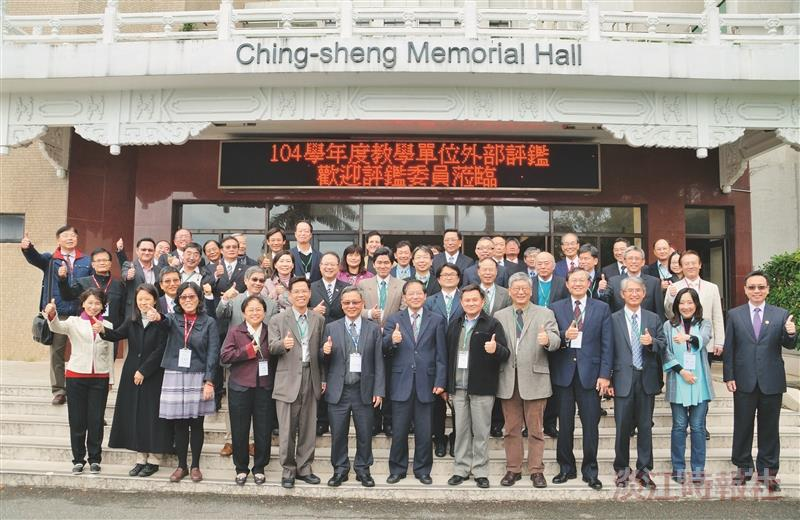 Ching-sheng Memorial Hall
104學年度教學單位外部評鑑
歡迎評鑑委員蒞臨
淡江時報社